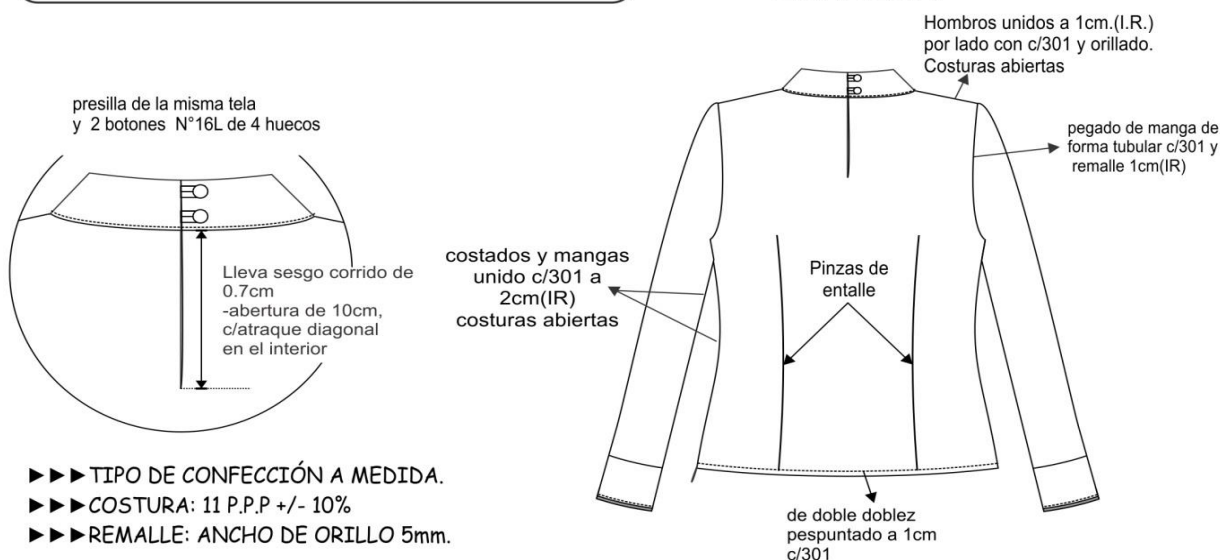 Hombros unidos a 1cm.(I.R.)
por lado con c/301 y orillado.
Costuras abiertas
presilla de la misma tela
y 2 botones N°16L de 4 huecos
pegado de manga de
forma tubular c/301 y
remalle 1cm(IR)
Lleva sesgo corrido de
0.7cm
-abertura de 10cm,
c/atraque diagonal
en el interior
costados y mangas
unido c/301 a
2cm(IR)
costuras abiertas
Pinzas de
entalle
►►►TIPO DE CONFECCIÓN A MEDIDA.
►►►COSTURA: 11 P.P.P +/- 10%
►►►REMALLE: ANCHO DE ORILLO 5mm.
de doble doblez
pespuntado a 1cm
c/301